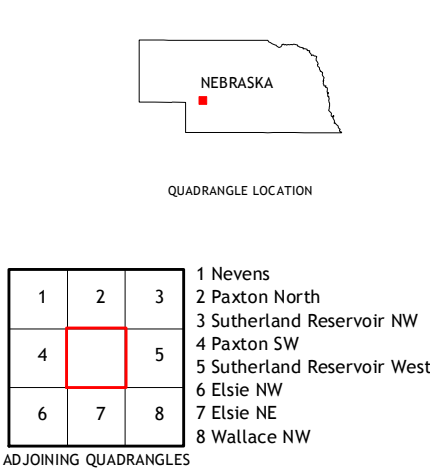 NEBRASKA
QUADRANGLE LOCATION
1 2 3
4 5
6 7 8
1 Nevens
2 Paxton North
3 Sutherland Reservoir NW
4 Paxton SW
5 Sutherland Reservoir West
6 Elsie NW
7 Elsie NE
8 Wallace NW
ADJOINING QUADRANGLES